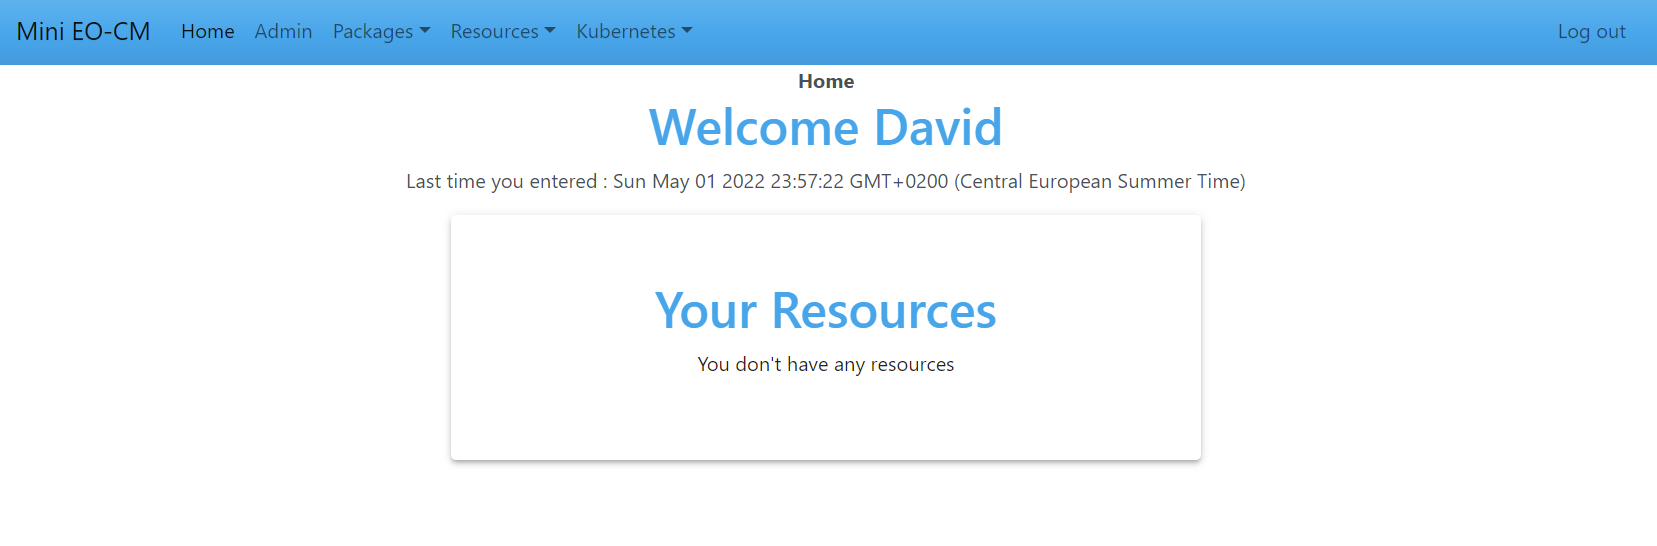 Mini EO-CM Home Admin Packages Resources Kubernetes Log out
Home
Welcome David
Last time you entered : Sun May 01 2022 23:57:22 GMT+0200 (Central European Summer Time)
Your Resources
You don't have any resources